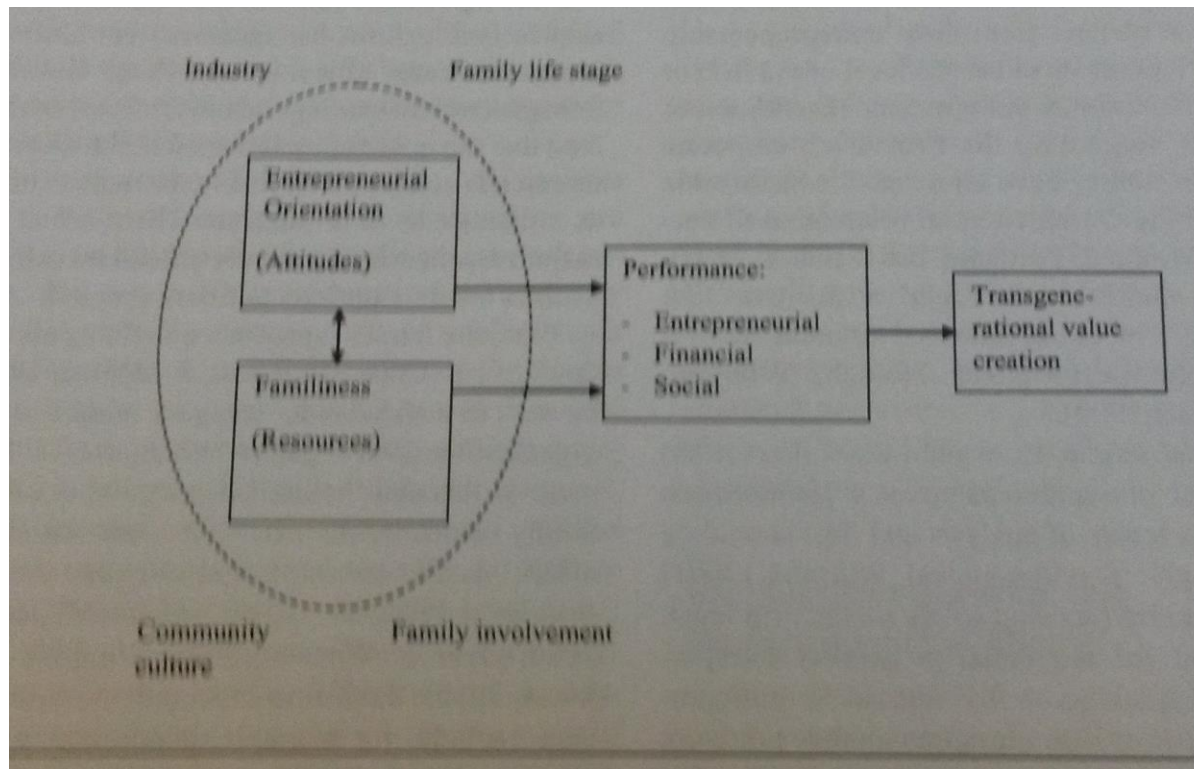 Industry
Family life stage
Entrepreneurial
Orientation
(Attitudes)
Familiness
(Resources)
Community
culture
Family involvement
Performance:
Entrepreneurial
Financial
Social
Transgene-
rational value
creation